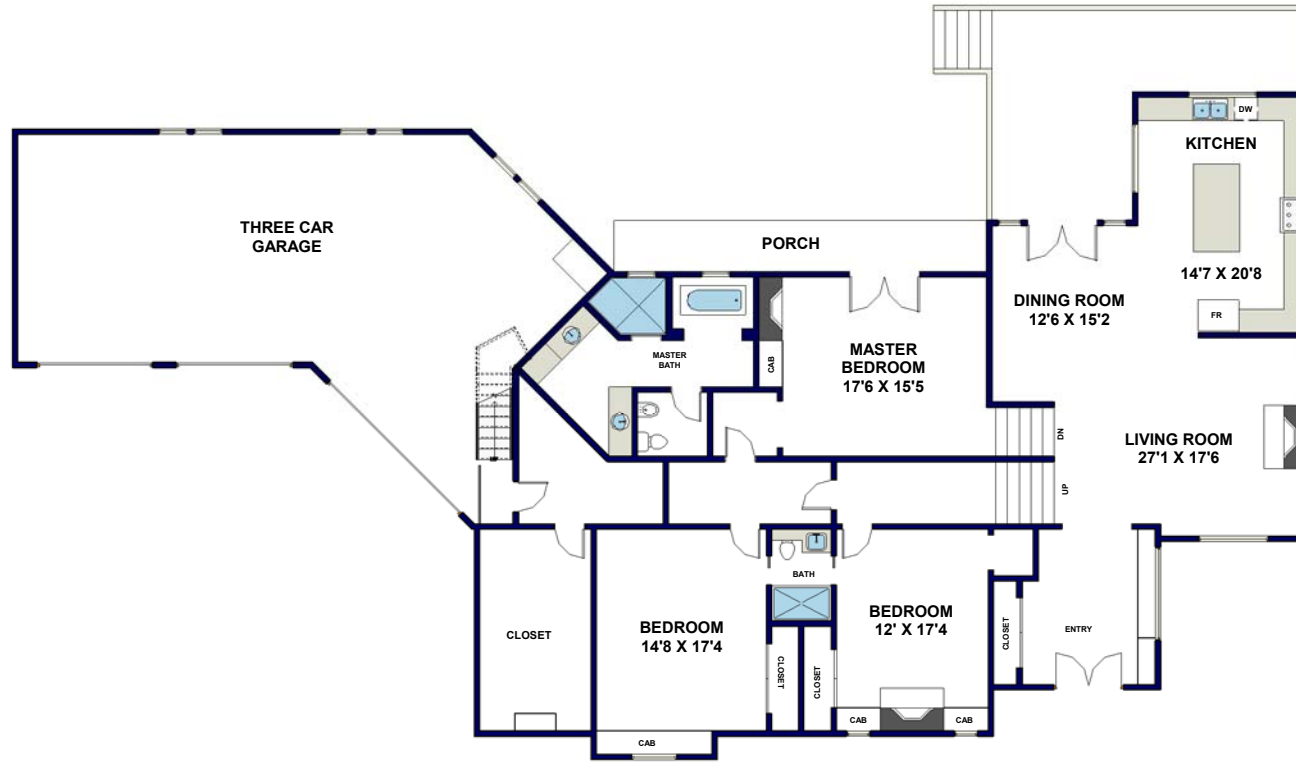 DW
KITCHEN
THREE CAR
GARAGE
PORCH
14'7 X 20'8
DINING ROOM
12'6 X 15'2
FR
MASTER
BATH
CAB
MASTER
BEDROOM
17'6 X 15'5
DN
LIVING ROOM
27'1 X 17'6
UP
BATH
CLOSET
BEDROOM
14'8 X 17'4
CLOSET
CLOSET
BEDROOM
12' X 17'4
CLOSET
ENTRY
CAB
CAB
CAB